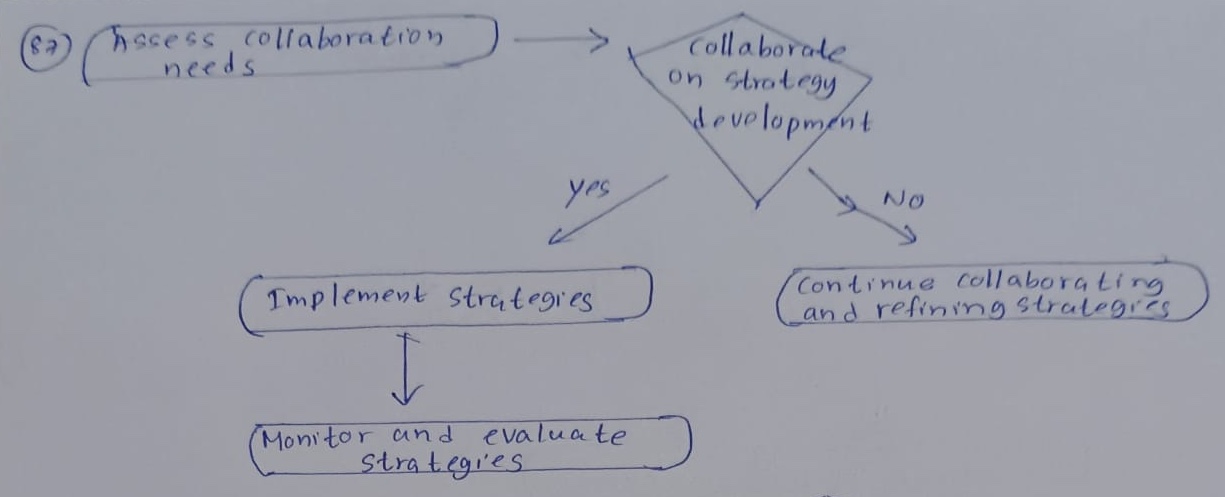 87 Assess collaboration
needs
collaborate
on strategy
development
yes
NO
Implement strategies
continue collaborating
and refining strategies
Monitor and evaluate
strategies